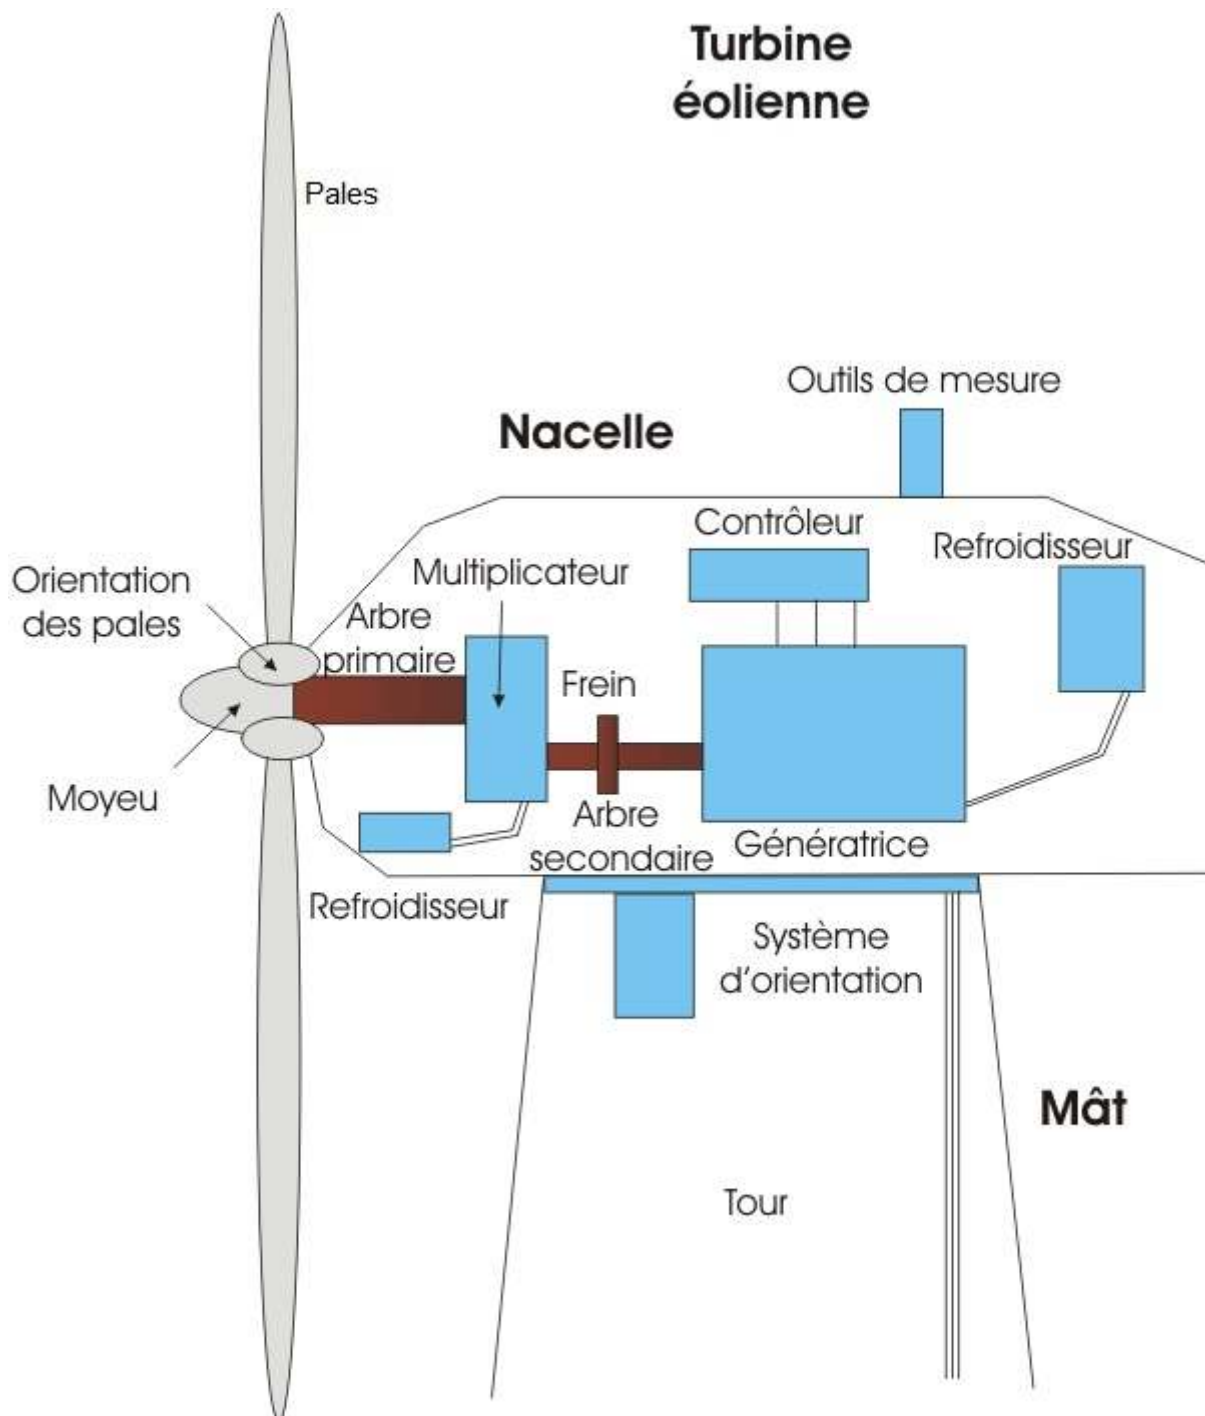 Turbine
éolienne
Pales
Outils de mesure
Nacelle
Contrôleur
Refroidisseur
Multiplicateur
Orientation
des pales
Arbre
primaire
Frein
Moyeu
Arbre
secondaire
Génératrice
Refroidisseur
Système
d'orientation
Mât
Tour